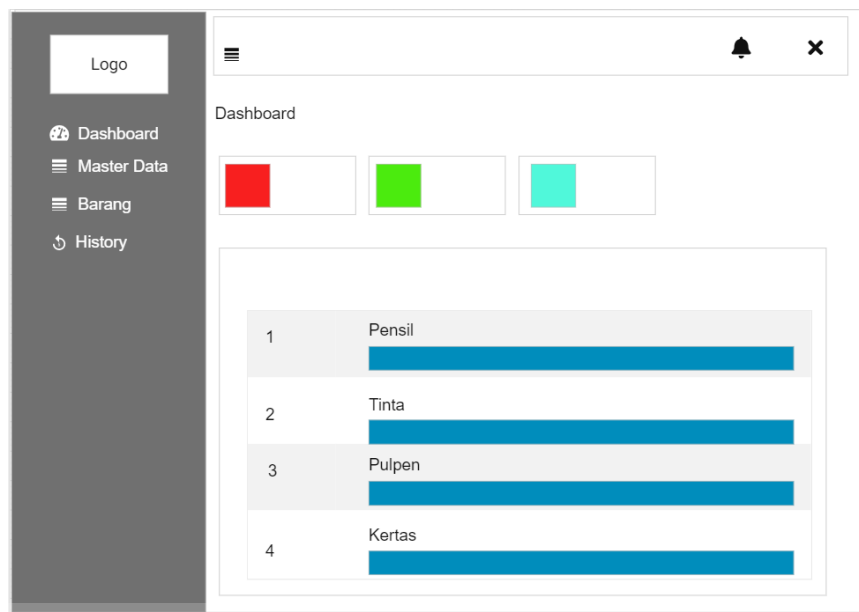 Logo
Dashboard
Master Data
Barang
History
Dashboard
1 Pensil
2 Tinta
3 Pulpen
4 Kertas